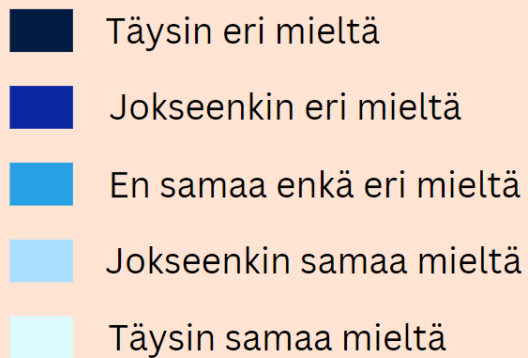 Täysin eri mieltä
Jokseenkin eri mieltä
En samaa enkä eri mieltä
Jokseenkin samaa mieltä
Täysin samaa mieltä